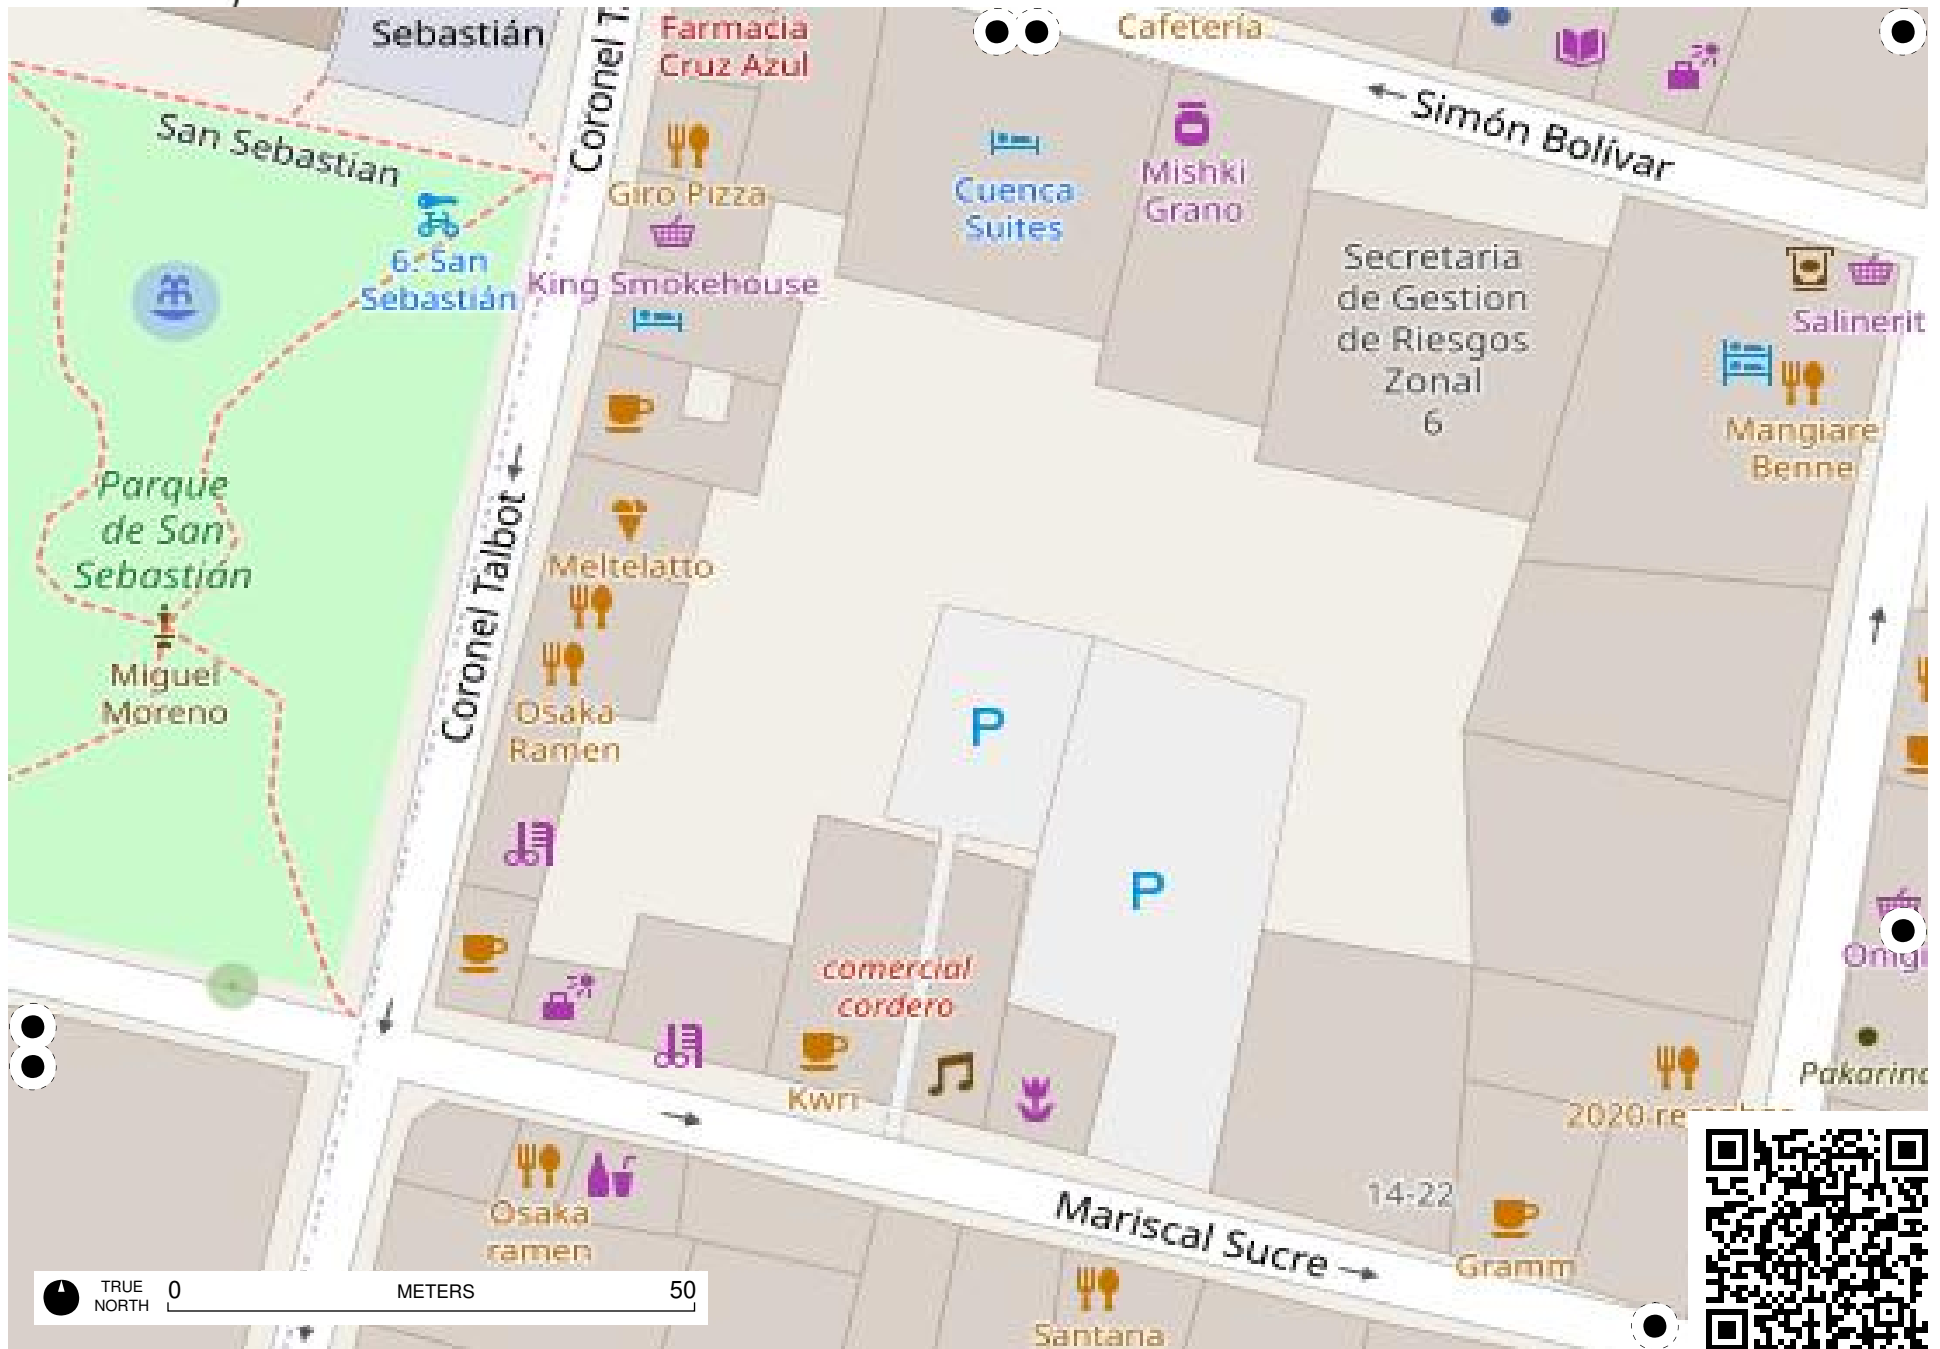 Sebastián
Coronel T.
Farmacia
Cruz Azul
Cafetería
San Sebastian
Giro Pizza
Cuenca
Suites
Mishki
Grano
← Simón Bolívar
6. San
Sebastián
King Smokehouse
Secretaria
de Gestion
de Riesgos
Zonal
6
Salinerit
Mangiare
Benne
Parque
de San
Sebastián
Coronel Talbot
Meltelatto
Miguel
Moreno
Osaka
Ramen
P
P
comercial
cordero
Kwri
Pakarina
14-22
Mariscal Sucre →
Gramm
Osaka
ramen
Santana
TRUE
NORTH
0
METERS
50